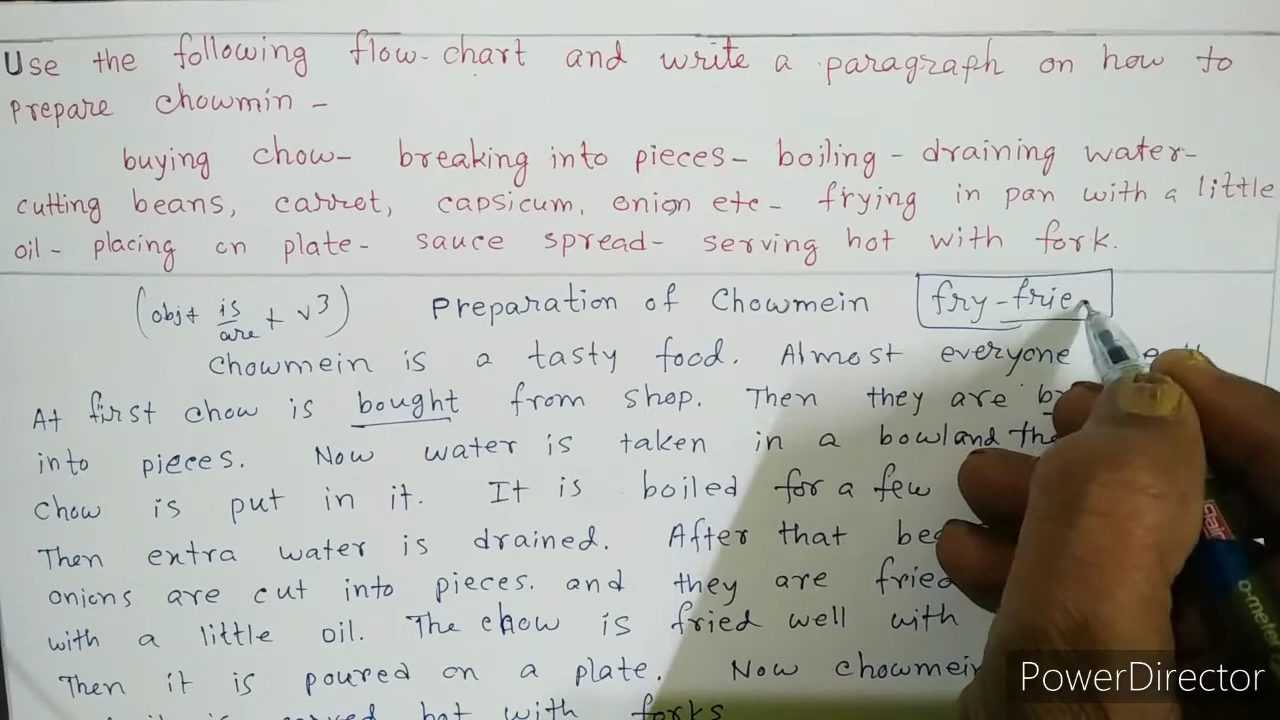 Use the following flow-chart and write a paragraph on how to
prepare chowmin -
buying chow- breaking into pieces- boiling - draining water-
cutting beans, carret, capsicum, onion etc- frying in pan with a little
oil- placing on plate- sauce spread- serving hot with fork.
(obj+ is/are + v3) Preparation of Chowmein fry-frie
Chowmein is a tasty food. Almost everyone
At first chow is bought from shop. Then they are
into pieces. Now water is taken in a bowl and
chow is put in it. It is boiled for a few
Then extra water is drained. After that
onions are cut into pieces. and they are fried
with a little oil. The chow is fried well with
Then it is poured on a plate. Now chowmein
hot with forks
PowerDirector